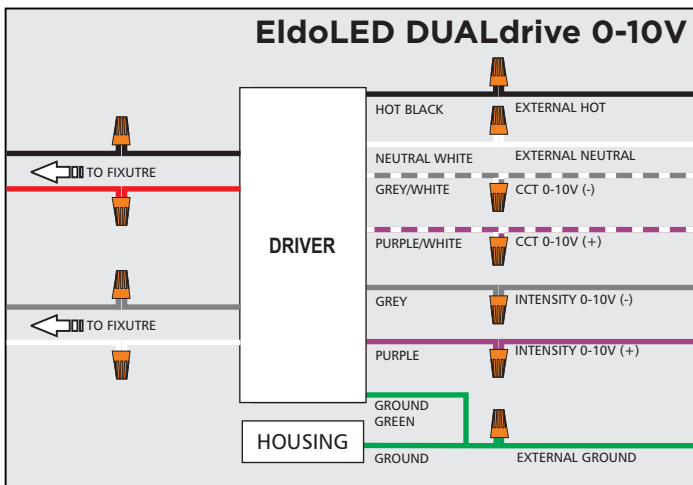 EldoLED DUALdrive 0-10V
HOT BLACK
EXTERNAL HOT
TO FIXUTRE
NEUTRAL WHITE
EXTERNAL NEUTRAL
GREY/WHITE
CCT 0-10V (-)
DRIVER
PURPLE/WHITE
CCT 0-10V (+)
GREY
INTENSITY 0-10V (-)
TO FIXUTRE
PURPLE
INTENSITY 0-10V (+)
GROUND
GREEN
HOUSING
GROUND
EXTERNAL GROUND